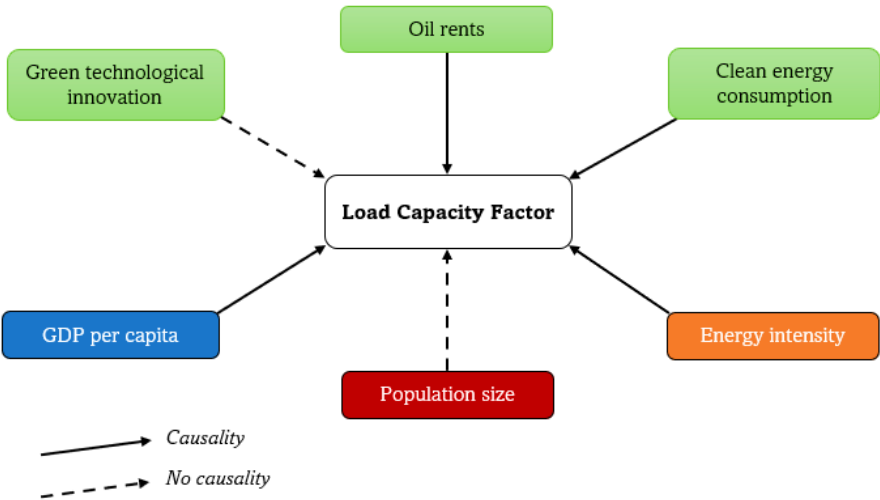 Oil rents
Green technological
innovation
Clean energy
consumption
Load Capacity Factor
GDP per capita
Energy intensity
Population size
Causality
No causality